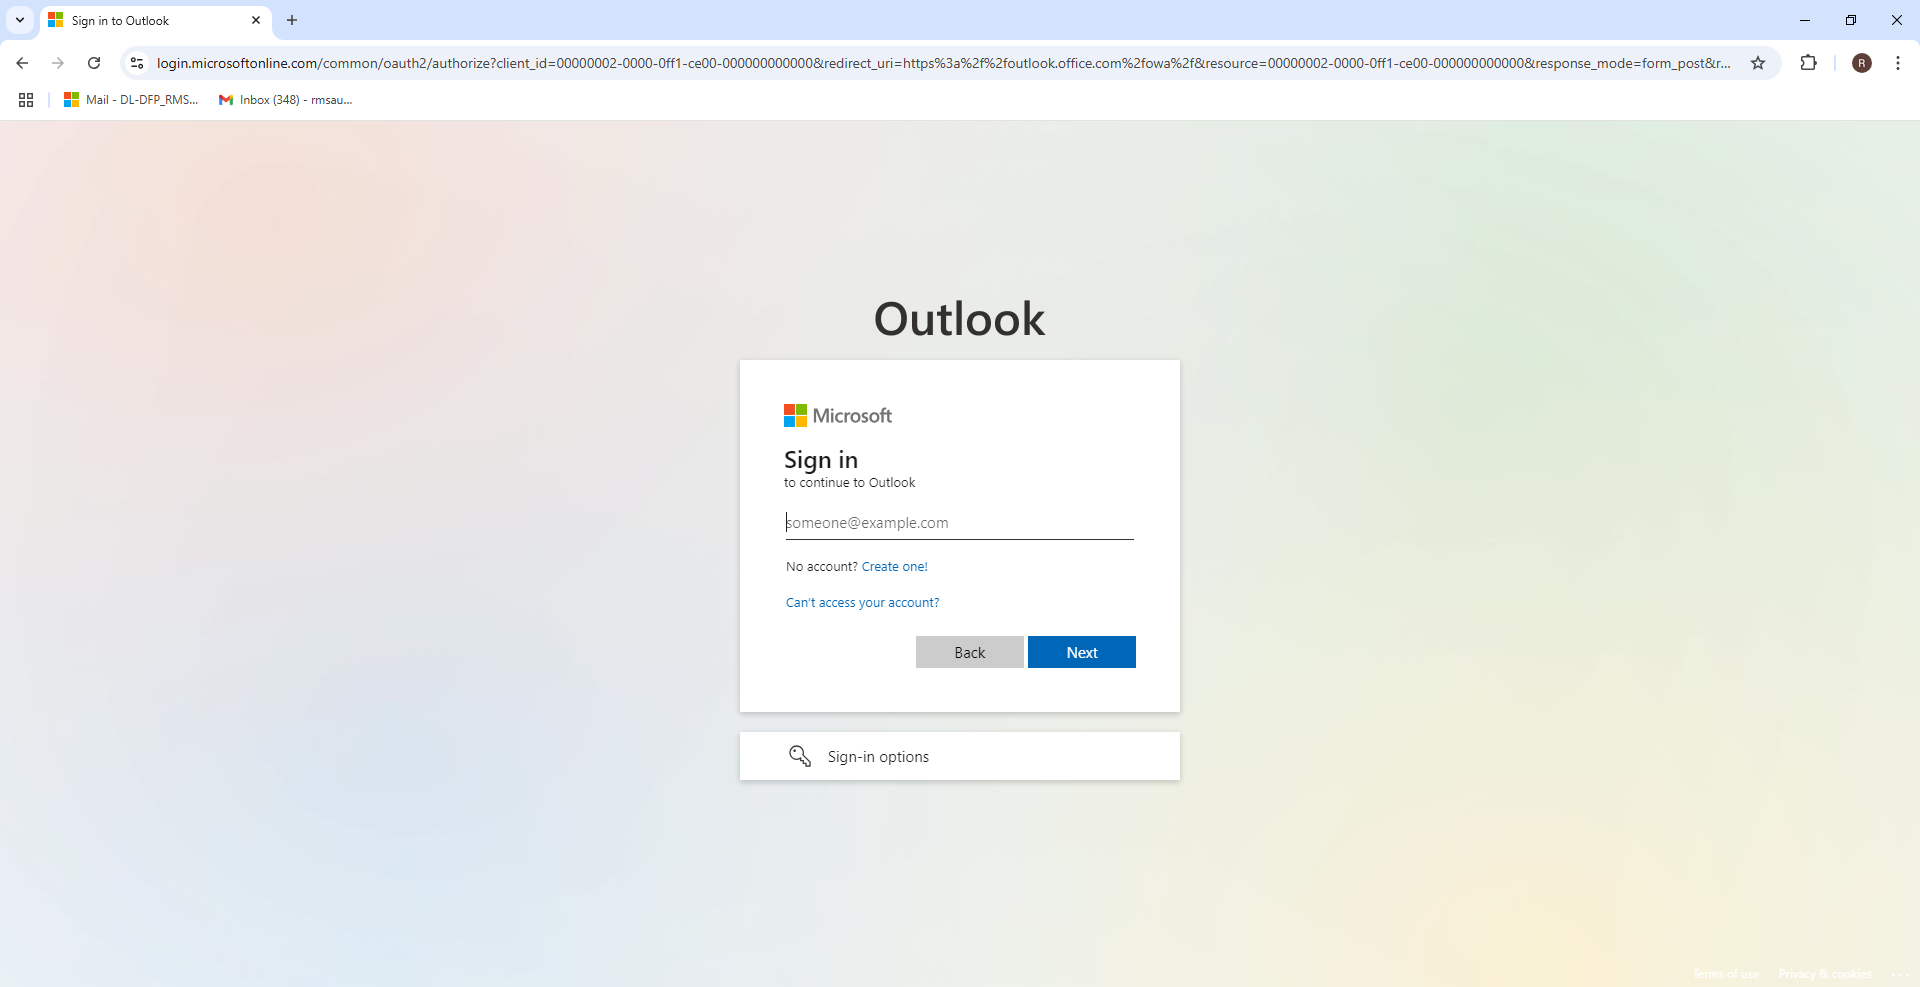 Sign in to Outlook
login.microsoftonline.com/common/oauth2/authorize?client_id=00000002-0000-0ff1-ce00-000000000000&redirect_uri=https%3a%2f%2foutlook.office.com%2fowa%2f&resource=00000002-0000-0ff1-ce00-000000000000&response_mode=form_post&r...
R
Mail - DL-DFP_RMS...
Inbox (348) - rmsau...
Outlook
Microsoft
Sign in
to continue to Outlook
someone@example.com
No account? Create one!
Can't access your account?
Back
Next
Sign-in options
Terms of use
Privacy & cookies
...